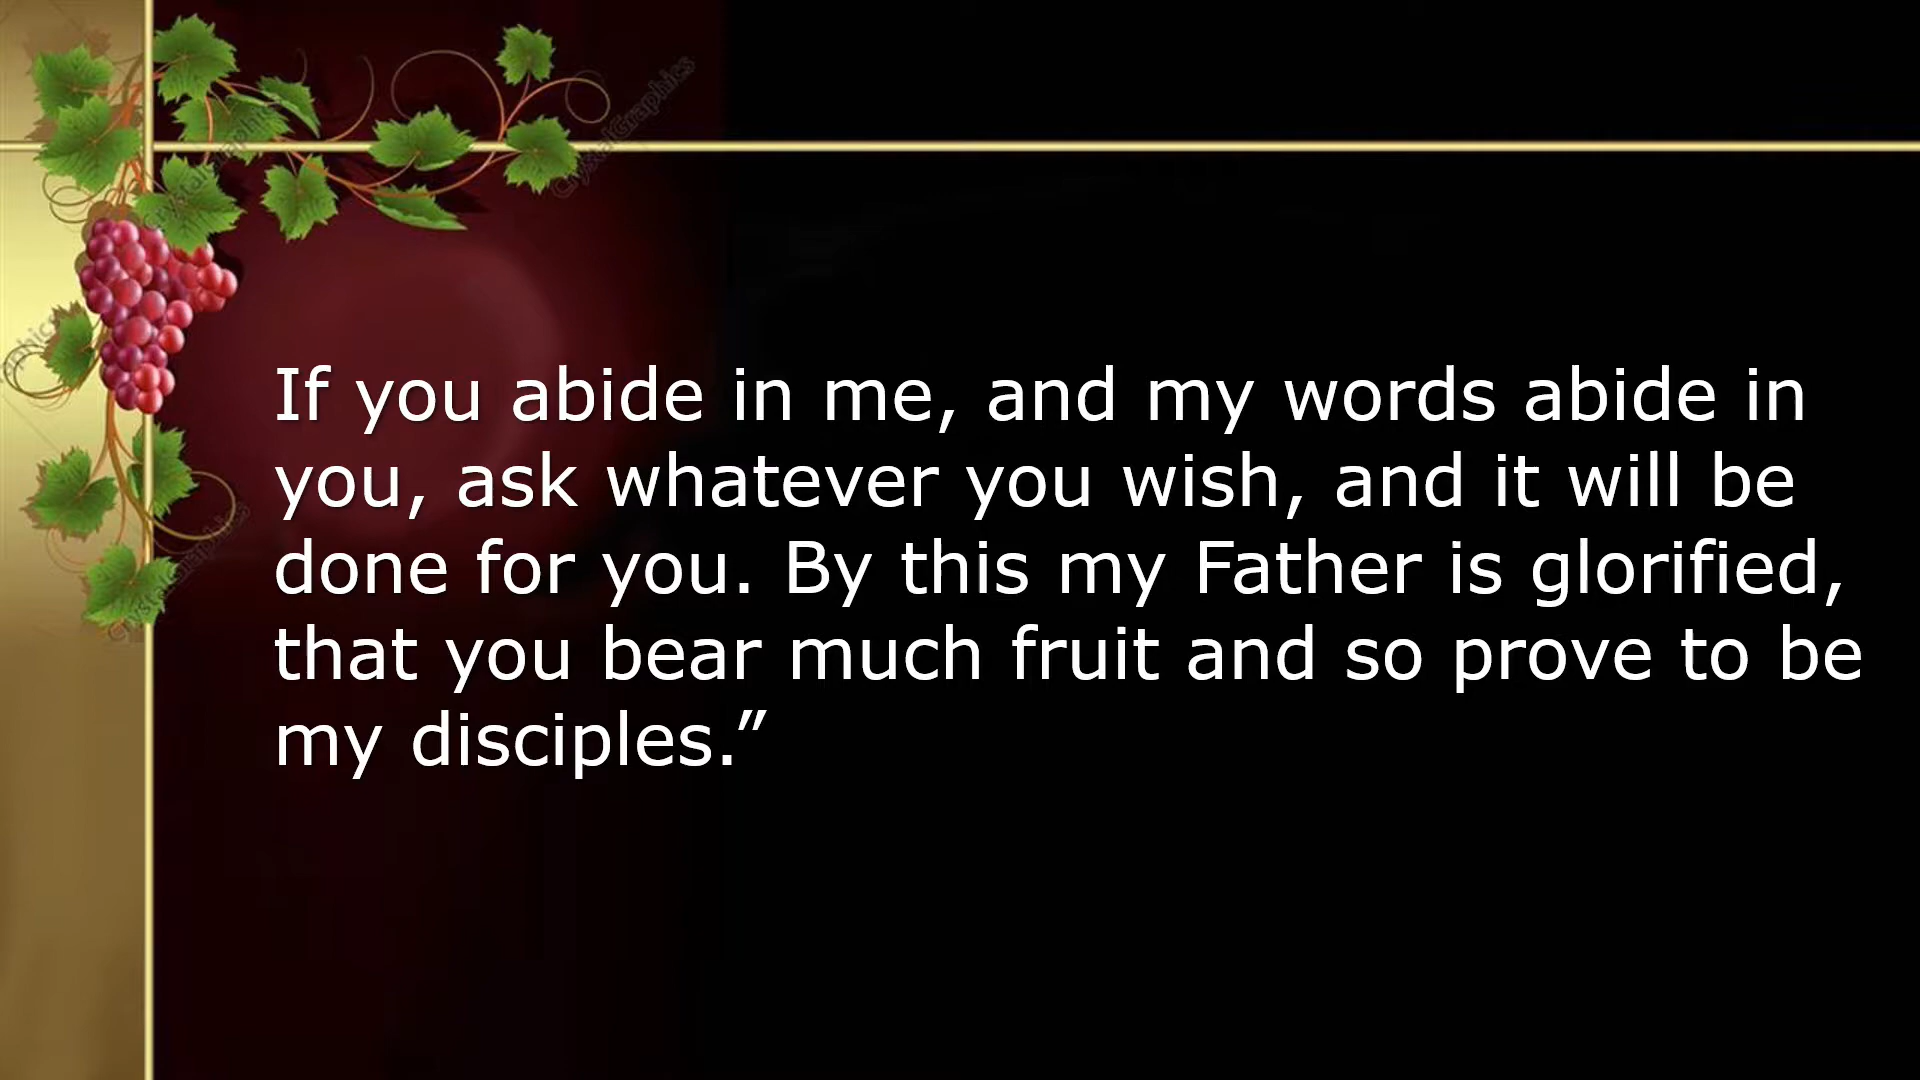 If you abide in me, and my words abide in
you, ask whatever you wish, and it will be
done for you. By this my Father is glorified,
that you bear much fruit and so prove to be
my disciples.”
CrystalGraphics